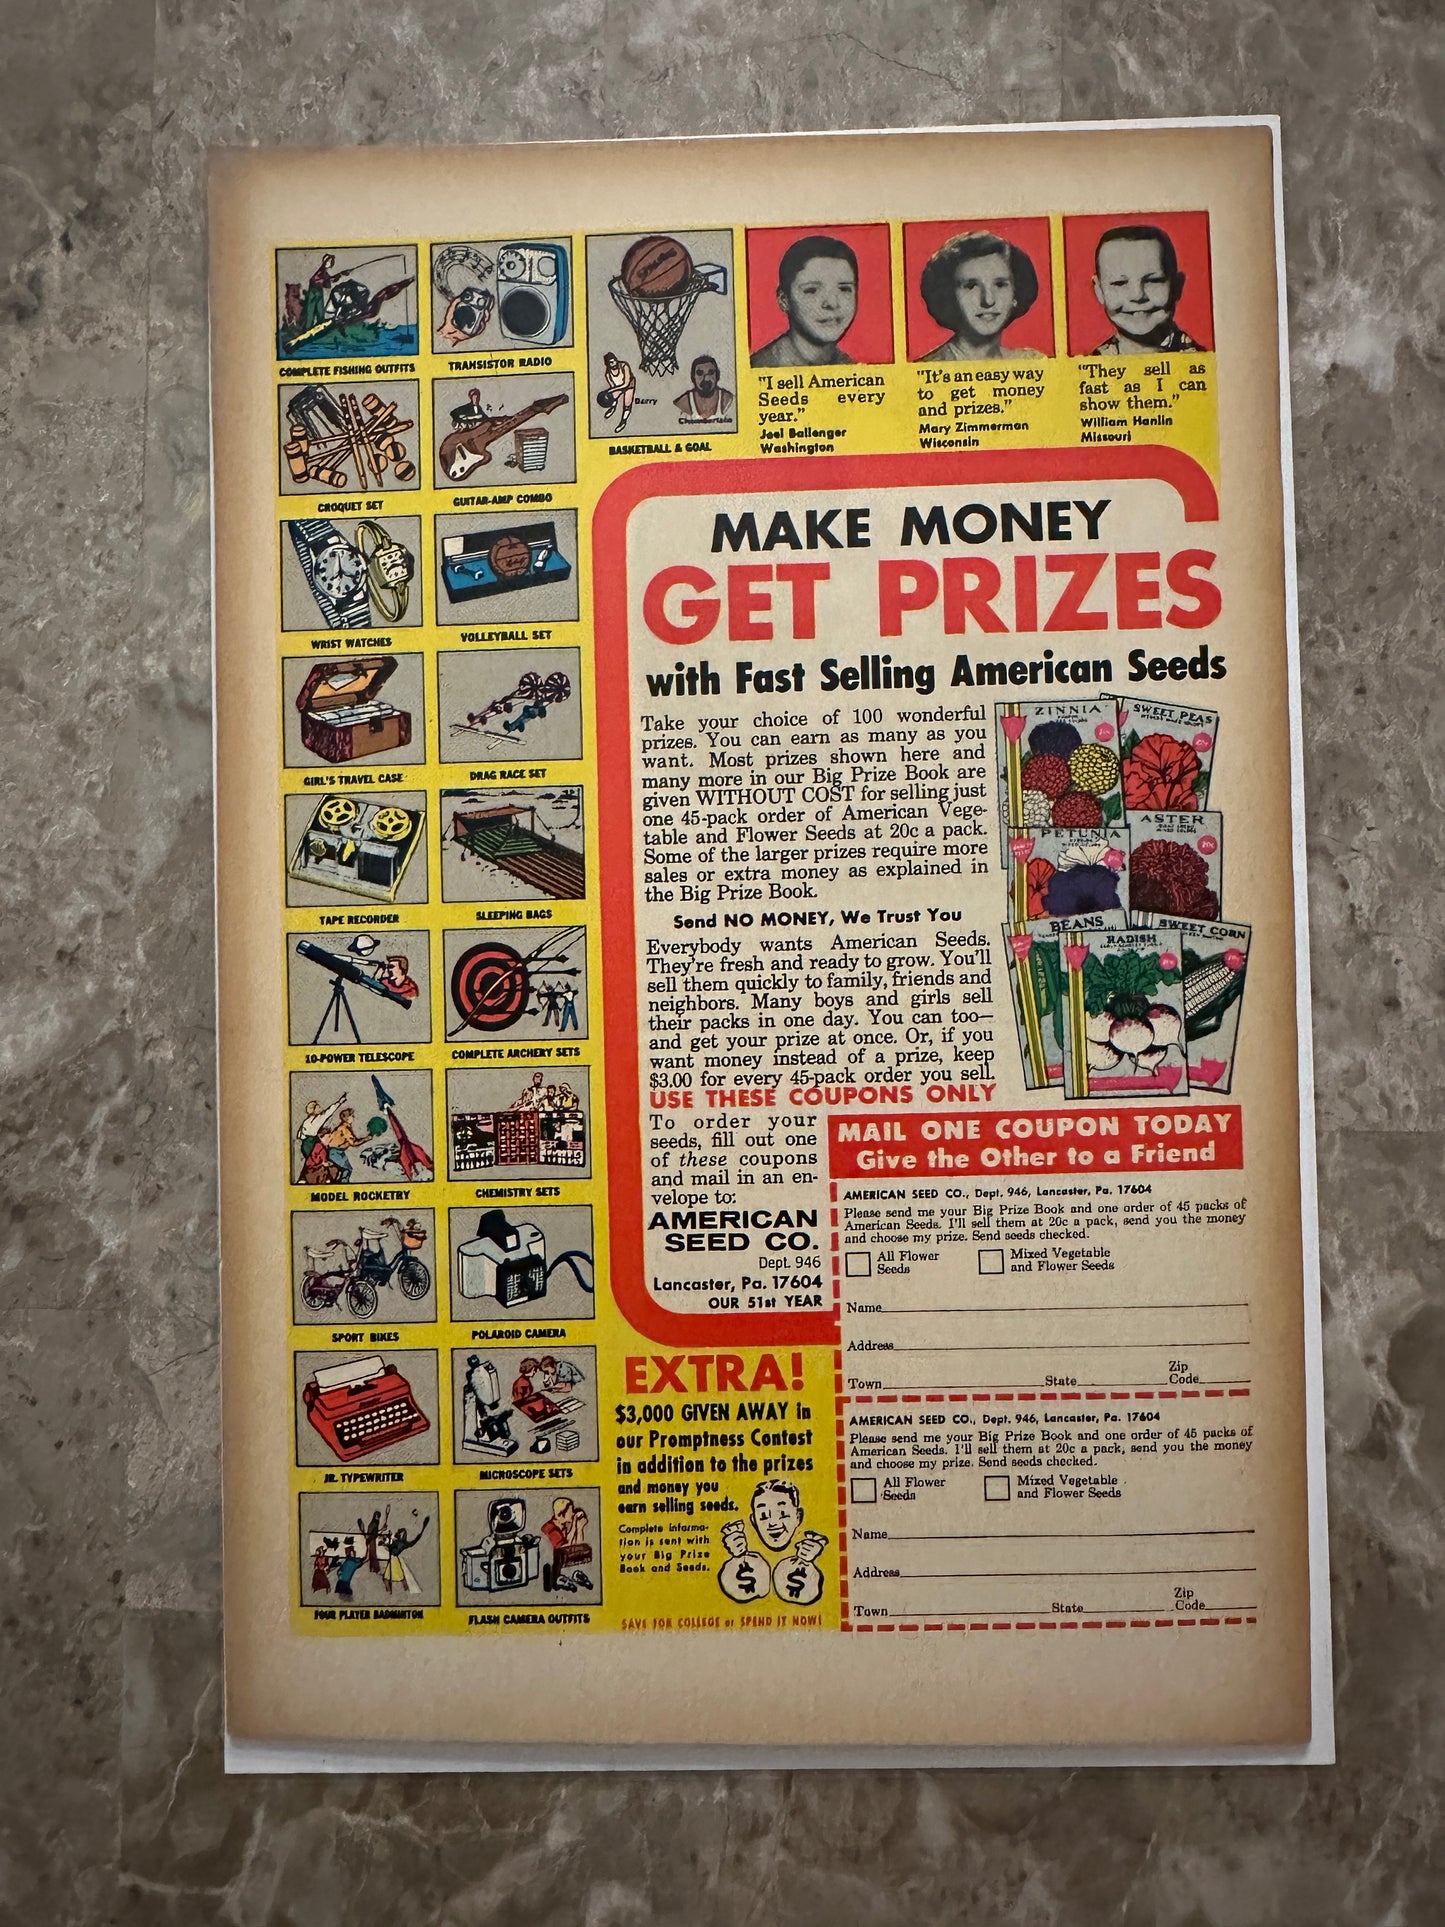 COMPLETE FISHING OUTFITS
TRANSISTOR RADIO
Barry
Chamberlain
BASKETBALL & GOAL
CROQUET SET
GUITAR-AMP COMBO
WRIST WATCHES
VOLLEYBALL SET
GIRL'S TRAVEL CASE
DRAG RACE SET
TAPE RECORDER
SLEEPING BAGS
10-POWER TELESCOPE
COMPLETE ARCHERY SETS
MODEL ROCKETRY
CHEMISTRY SETS
SPORT BIKES
POLAROID CAMERA
JR. TYPEWRITER
MICROSCOPE SETS
FOUR PLAYER BADMINTON
FLASH CAMERA OUTFITS
"I sell American
Seeds every
year."
Joel Ballenger
Washington
"It's an easy way
to get money
and prizes."
Mary Zimmerman
Wisconsin
"They sell as
fast as I can
show them."
William Hanlin
Missouri
MAKE MONEY
GET PRIZES
with Fast Selling American Seeds
Take your choice of 100 wonderful
prizes. You can earn as many as you
want. Most prizes shown here and
many more in our Big Prize Book are
given WITHOUT COST for selling just
one 45-pack order of American Vege-
table and Flower Seeds at 20c a pack.
Some of the larger prizes require more
sales or extra money as explained in
the Big Prize Book.
Send NO MONEY, We Trust You
Everybody wants American Seeds.
They're fresh and ready to grow. You'll
sell them quickly to family, friends and
neighbors. Many boys and girls sell
their packs in one day. You can too—
and get your prize at once. Or, if you
want money instead of a prize, keep
$3.00 for every 45-pack order you sell.
USE THESE COUPONS ONLY
ZINNIA
SWEET PEAS
PETUNIA
ASTER
BEANS
RADISH
SWEET CORN
To order your
seeds, fill out one
of these coupons
and mail in an en-
velope to:
AMERICAN
SEED CO.
Dept. 946
Lancaster, Pa. 17604
OUR 51st YEAR
MAIL ONE COUPON TODAY
Give the Other to a Friend
AMERICAN SEED CO., Dept. 946, Lancaster, Pa. 17604
Please send me your Big Prize Book and one order of 45 packs of
American Seeds. I'll sell them at 20c a pack, send you the money
and choose my prize. Send seeds checked.
All Flower
Seeds
Mixed Vegetable
and Flower Seeds
Name
Address
Town State Zip Code
AMERICAN SEED CO., Dept. 946, Lancaster, Pa. 17604
Please send me your Big Prize Book and one order of 45 packs of
American Seeds. I'll sell them at 20c a pack, send you the money
and choose my prize. Send seeds checked.
All Flower
Seeds
Mixed Vegetable
and Flower Seeds
Name
Address
Town State Zip Code
EXTRA!
$3,000 GIVEN AWAY in
our Promptness Contest
in addition to the prizes
and money you
earn selling seeds.
Complete informa-
tion is sent with
your Big Prize
Book and Seeds.
$ $
SAVE FOR COLLEGE or SPEND IT NOW!